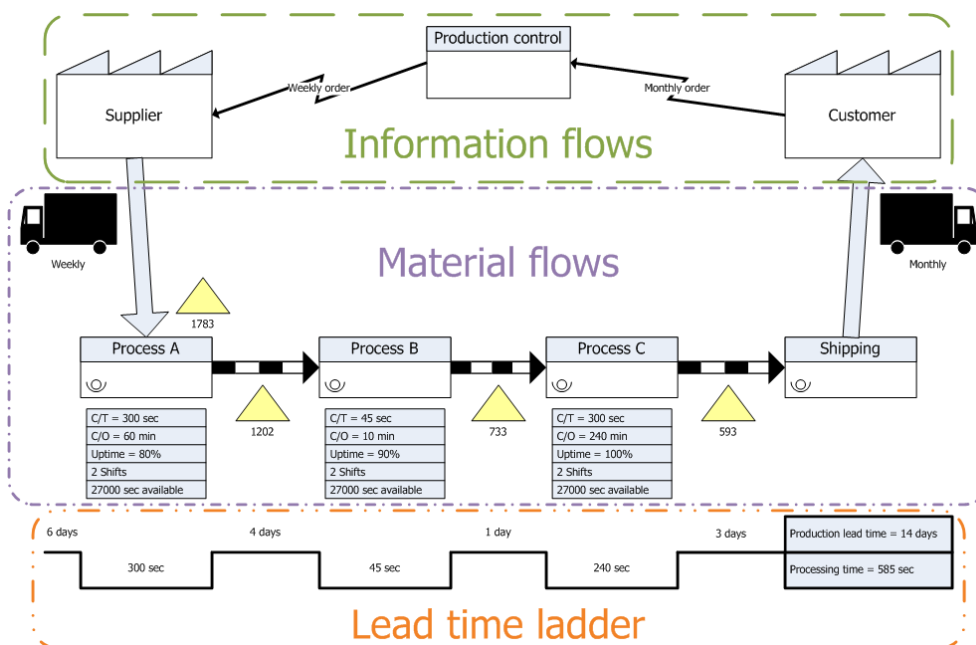 Production control
Weekly order
Monthly order
Supplier
Customer
Information flows
Weekly
Material flows
Monthly
1783
Process A
Process B
Process C
Shipping
1202
733
593
C/T = 300 sec
C/O = 60 min
Uptime = 80%
2 Shifts
27000 sec available
C/T = 45 sec
C/O = 10 min
Uptime = 90%
2 Shifts
27000 sec available
C/T = 300 sec
C/O = 240 min
Uptime = 100%
2 Shifts
27000 sec available
6 days
4 days
1 day
3 days
Production lead time = 14 days
300 sec
45 sec
240 sec
Processing time = 585 sec
Lead time ladder